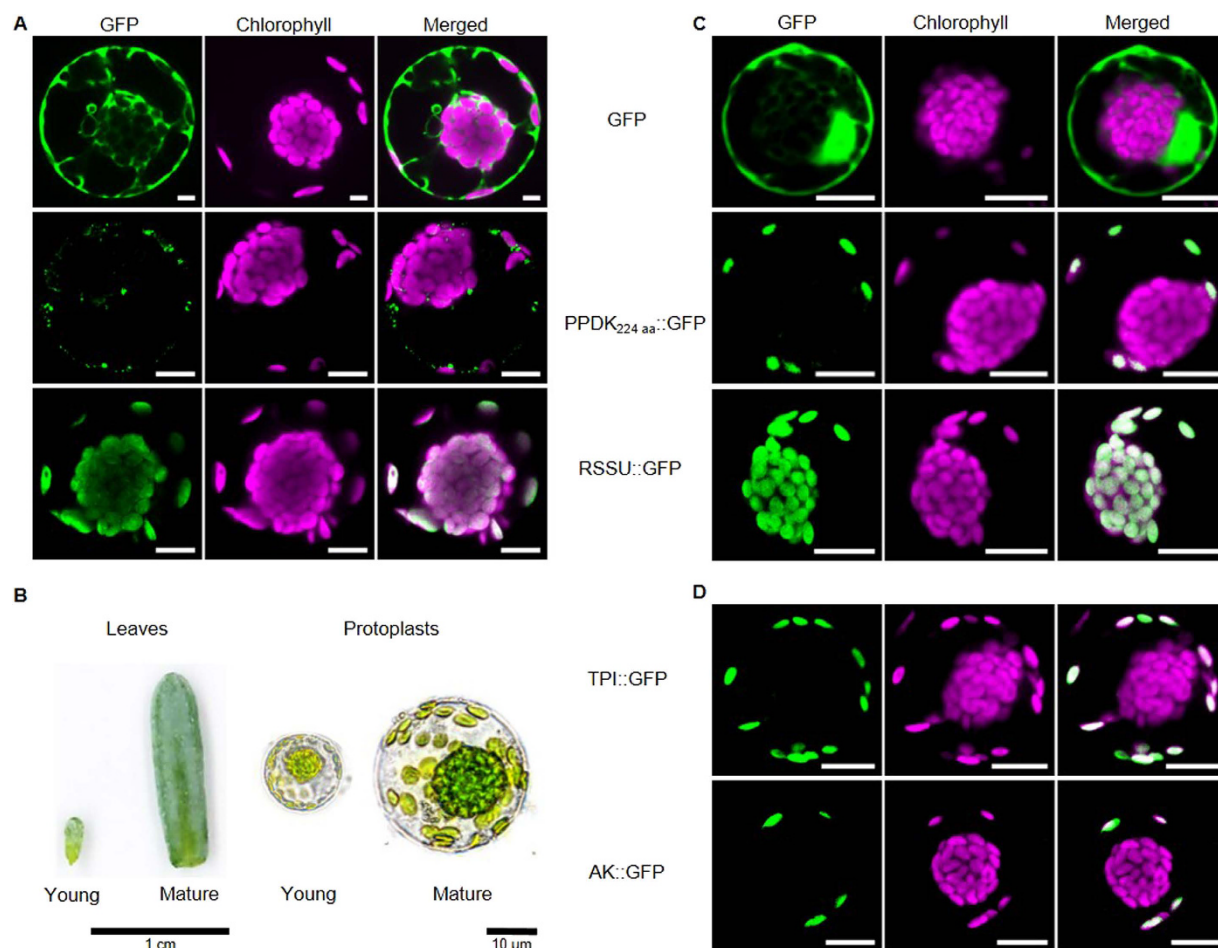 A
GFP Chlorophyll Merged
C
GFP Chlorophyll Merged
GFP
PPDK224 aa::GFP
RSSU::GFP
B
Leaves
Protoplasts
Young
Mature
Young
Mature
1 cm
10 µm
D
TPI::GFP
AK::GFP